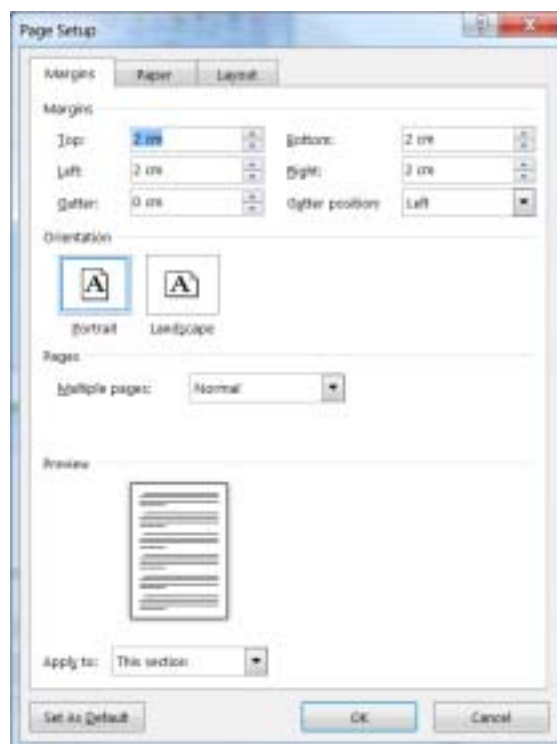 Page Setup
Margins Paper Layout
Margins
Top: 2 cm Bottom: 2 cm
Left: 2 cm Right: 2 cm
Gutter: 0 cm Gutter position: Left
Orientation
A A
Portrait Landscape
Pages
Multiple pages: Normal
Preview
Apply to: This section
Set As Default OK Cancel